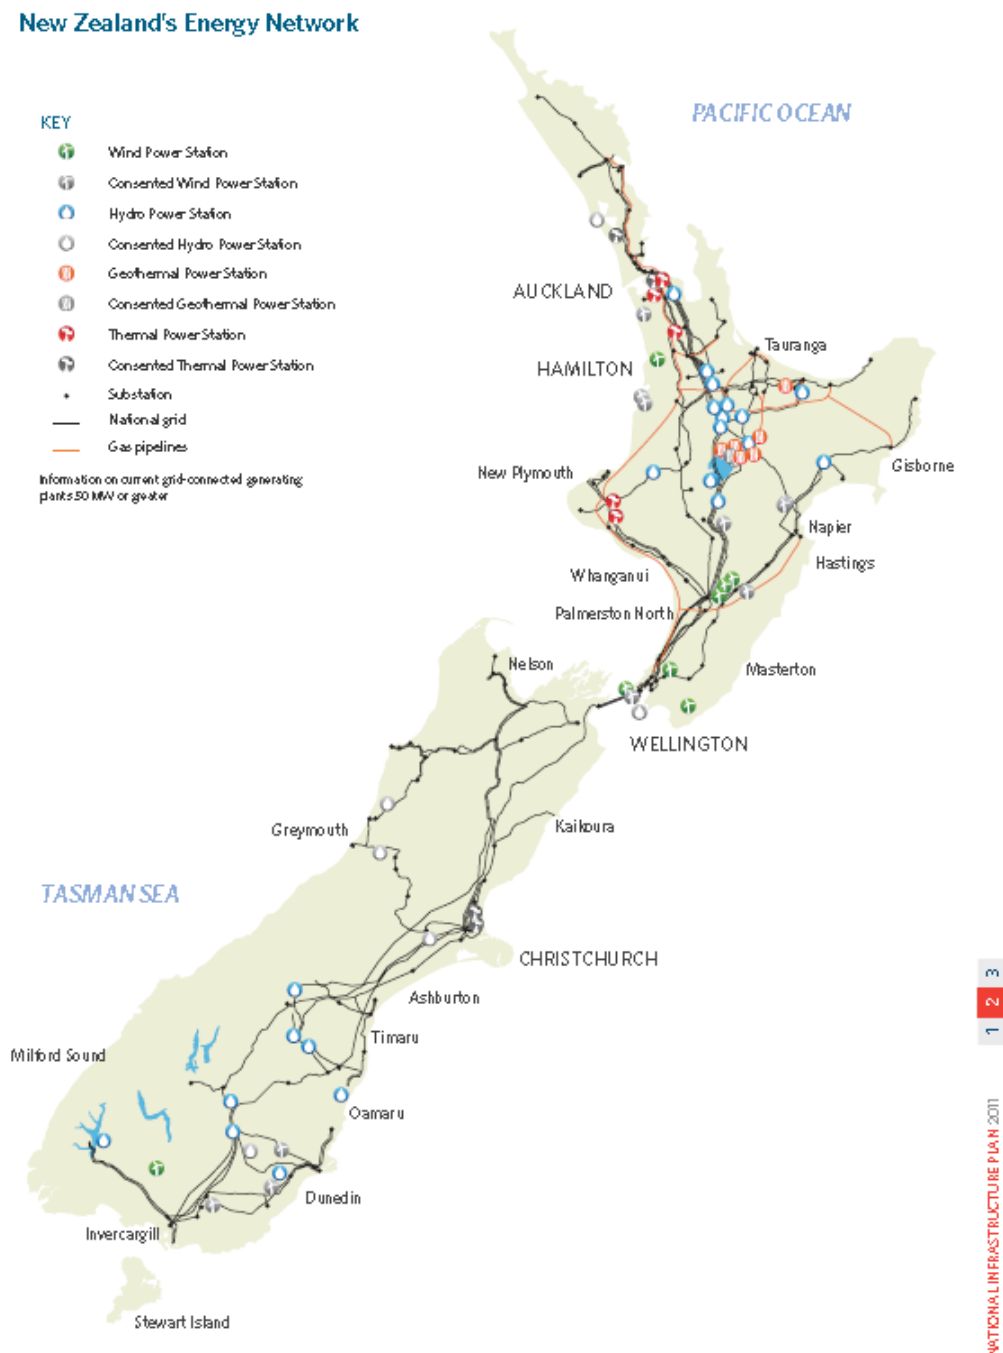 New Zealand's Energy Network
PACIFIC OCEAN
KEY
Wind Power Station
Consented Wind Power Station
Hydro Power Station
Consented Hydro Power Station
Geothermal Power Station
Consented Geothermal Power Station
Thermal Power Station
Consented Thermal Power Station
Substation
National grid
Gas pipelines
Information on current grid-connected generating
plants 50 MW or greater
AUCKLAND
Tauranga
HAMILTON
New Plymouth
Gisborne
Napier
Hastings
Whanganui
Palmerston North
Nelson
Masterton
WELLINGTON
Kaikoura
Greymouth
TASMAN SEA
CHRISTCHURCH
Ashburton
Timaru
Milford Sound
Oamaru
Dunedin
Invercargill
Stewart Island
1 2 3
NATIONAL INFRASTRUCTURE PLAN 2011